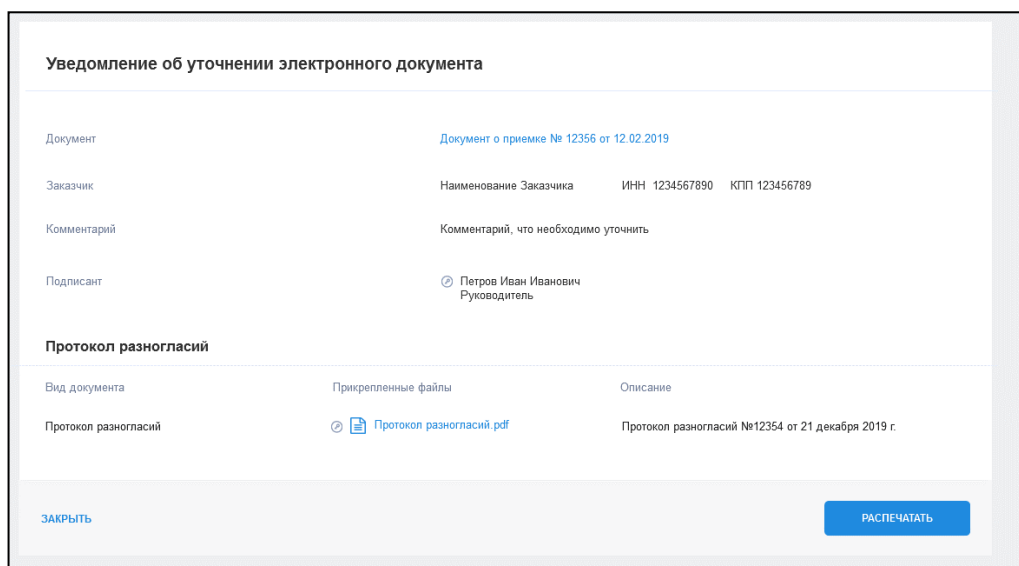 Уведомление об уточнении электронного документа
Документ Документ о приемке № 12356 от 12.02.2019
Заказчик Наименование Заказчика ИНН 1234567890 КПП 123456789
Комментарий Комментарий, что необходимо уточнить
Подписант Петров Иван Иванович
Руководитель
Протокол разногласий
Вид документа Прикрепленные файлы Описание
Протокол разногласий Протокол разногласий.pdf Протокол разногласий №12354 от 21 декабря 2019 г.
ЗАКРЫТЬ РАСПЕЧАТАТЬ